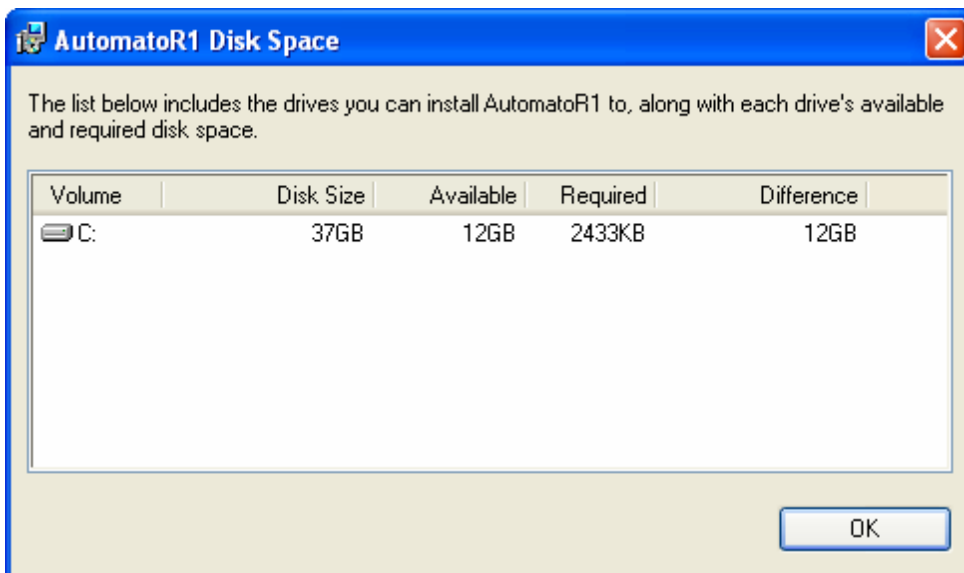 AutomatoR1 Disk Space
The list below includes the drives you can install AutomatoR1 to, along with each drive's available
and required disk space.
Volume Disk Size Available Required Difference
C: 37GB 12GB 2433KB 12GB
OK